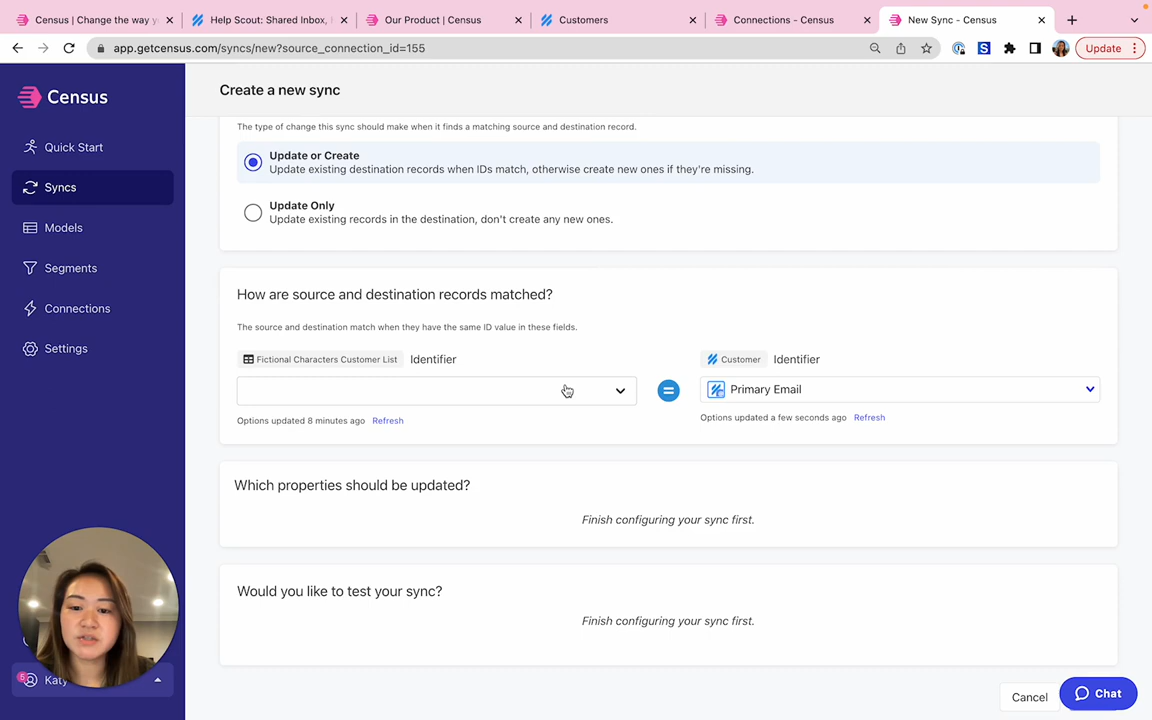 Census | Change the way y
Help Scout: Shared Inbox,
Our Product | Census
Customers
Connections - Census
New Sync - Census
app.getcensus.com/syncs/new?source_connection_id=155
S
Update
Census
Create a new sync
Quick Start
Syncs
Models
Segments
Connections
Settings
The type of change this sync should make when it finds a matching source and destination record.
Update or Create
Update existing destination records when IDs match, otherwise create new ones if they're missing.
Update Only
Update existing records in the destination, don't create any new ones.
How are source and destination records matched?
The source and destination match when they have the same ID value in these fields.
Fictional Characters Customer List Identifier
Customer Identifier
Primary Email
Options updated 8 minutes ago Refresh
Options updated a few seconds ago Refresh
Which properties should be updated?
Finish configuring your sync first.
Would you like to test your sync?
Finish configuring your sync first.
5
Katy
Cancel
Chat